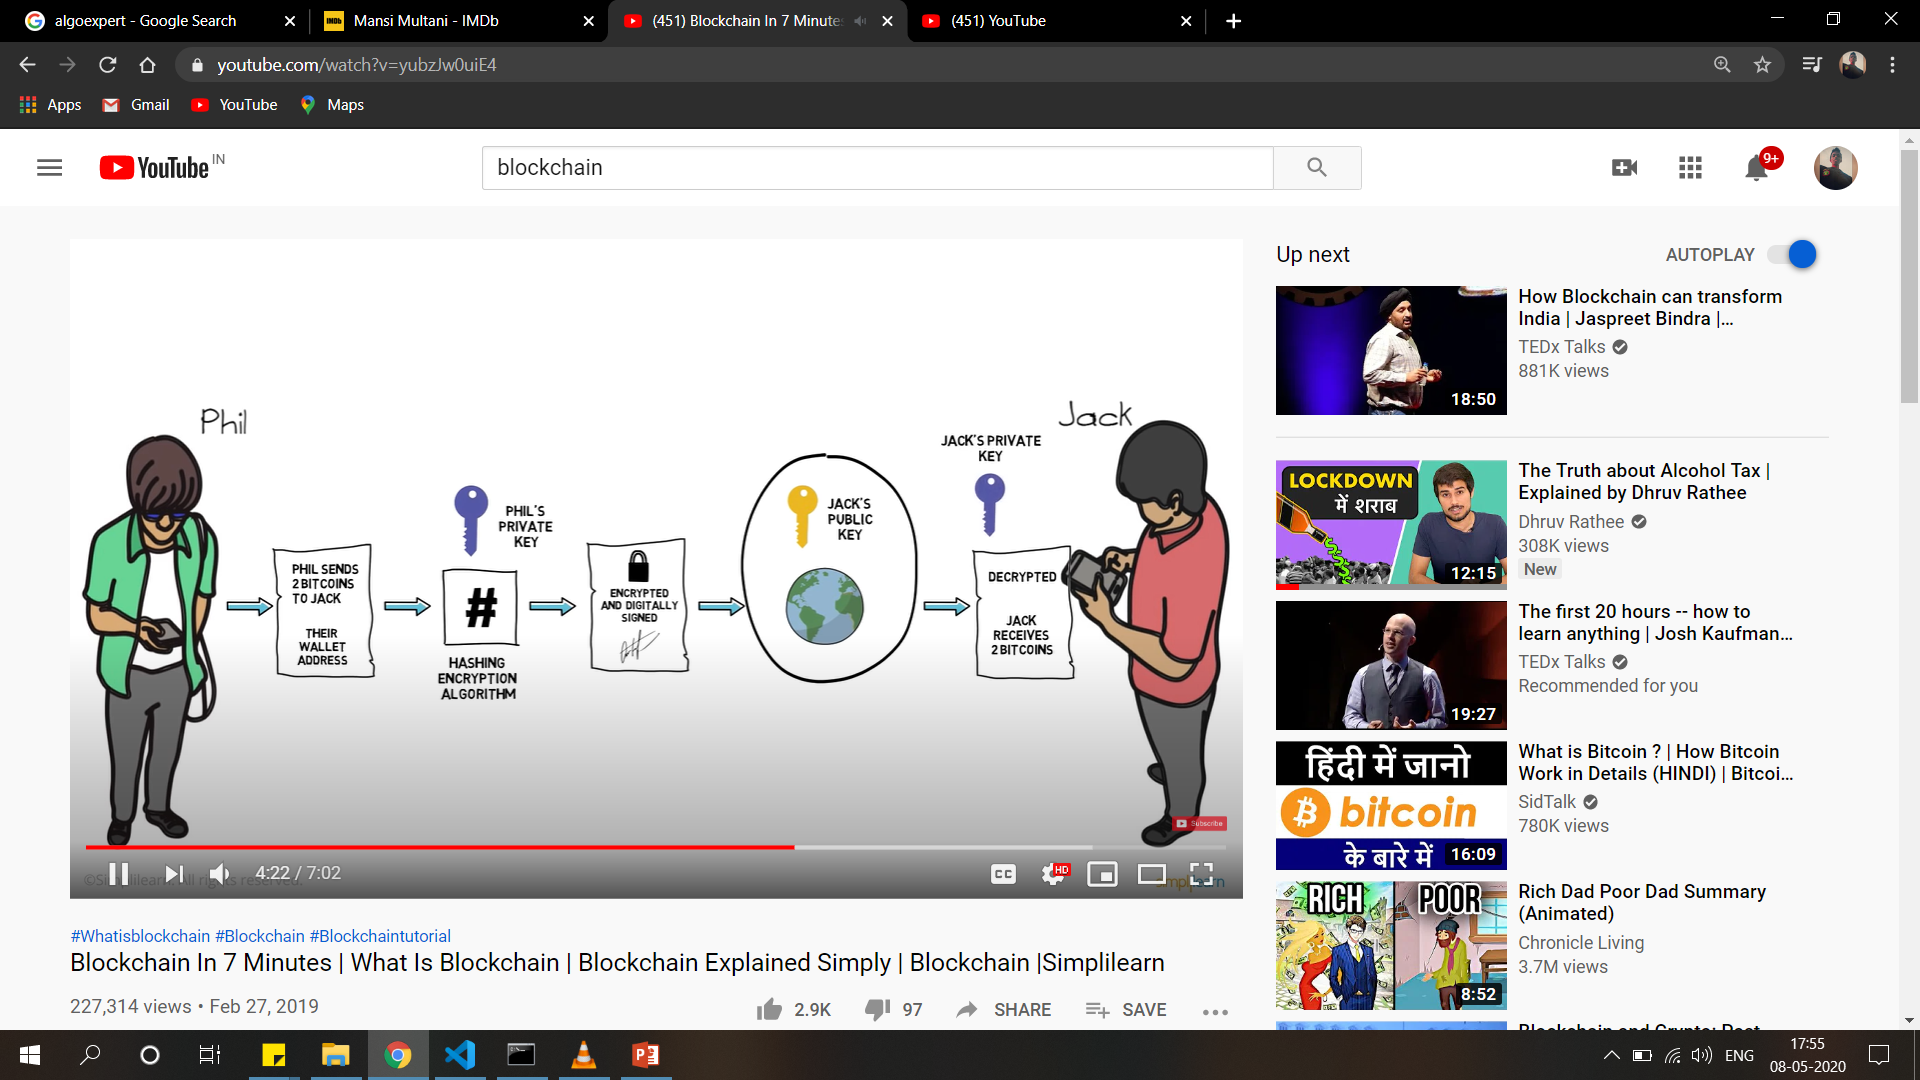 algoexpert - Google Search
Mansi Multani - IMDb
(451) Blockchain In 7 Minutes
(451) YouTube
youtube.com/watch?v=yubzJw0uiE4
Apps
Gmail
YouTube
Maps
YouTube IN
blockchain
9+
Phil
PHIL SENDS
2 BITCOINS
TO JACK
THEIR
WALLET
ADDRESS
PHIL'S
PRIVATE
KEY
#
HASHING
ENCRYPTION
ALGORITHM
ENCRYPTED
AND DIGITALLY
SIGNED
JACK'S
PUBLIC
KEY
JACK'S PRIVATE
KEY
Jack
DECRYPTED
JACK
RECEIVES
2 BITCOINS
Subscribe
4:22 / 7:02
CC
HD
#Whatisblockchain #Blockchain #Blockchaintutorial
Blockchain In 7 Minutes | What Is Blockchain | Blockchain Explained Simply | Blockchain |Simplilearn
227,314 views • Feb 27, 2019
2.9K
97
SHARE
SAVE
Up next
AUTOPLAY
18:50
How Blockchain can transform
India | Jaspreet Bindra |...
TEDx Talks
881K views
LOCKDOWN
में शराब
12:15
The Truth about Alcohol Tax |
Explained by Dhruv Rathee
Dhruv Rathee
308K views
New
19:27
The first 20 hours -- how to
learn anything | Josh Kaufman...
TEDx Talks
Recommended for you
हिंदी में जानो
bitcoin
के बारे में
16:09
What is Bitcoin ? | How Bitcoin
Work in Details (HINDI) | Bitcoi...
SidTalk
780K views
RICH
POOR
8:52
Rich Dad Poor Dad Summary
(Animated)
Chronicle Living
3.7M views
ENG
17:55
08-05-2020